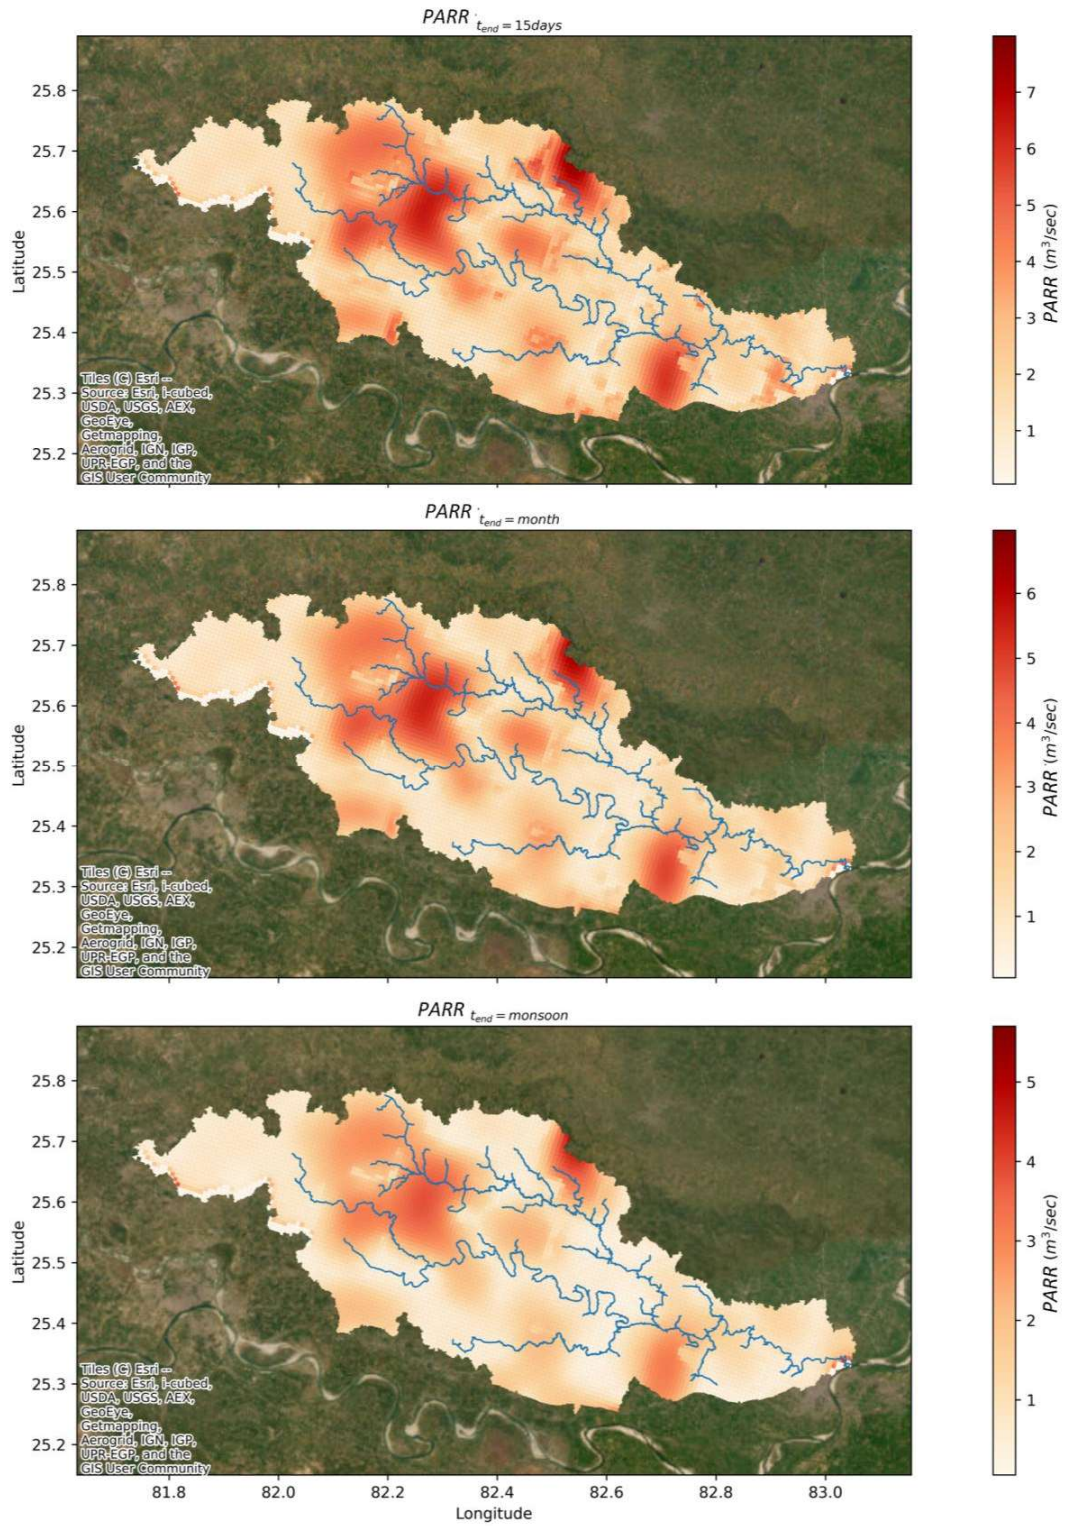 PARR t_end = 15days
25.8
25.7
25.6
25.5
25.4
25.3
25.2
Latitude
Tiles (C) Esri --
Source: Esri, i-cubed,
USDA, USGS, AEX,
GeoEye,
Getmapping,
Aerogrid, IGN, IGP,
UPR-EGP, and the
GIS User Community
7
6
5
4
3
2
1
PARR (m³/sec)
PARR t_end = month
25.8
25.7
25.6
25.5
25.4
25.3
25.2
Latitude
Tiles (C) Esri --
Source: Esri, i-cubed,
USDA, USGS, AEX,
GeoEye,
Getmapping,
Aerogrid, IGN, IGP,
UPR-EGP, and the
GIS User Community
6
5
4
3
2
1
PARR (m³/sec)
PARR t_end = monsoon
25.8
25.7
25.6
25.5
25.4
25.3
25.2
Latitude
Tiles (C) Esri --
Source: Esri, i-cubed,
USDA, USGS, AEX,
GeoEye,
Getmapping,
Aerogrid, IGN, IGP,
UPR-EGP, and the
GIS User Community
81.8 82.0 82.2 82.4 82.6 82.8 83.0
Longitude
5
4
3
2
1
PARR (m³/sec)